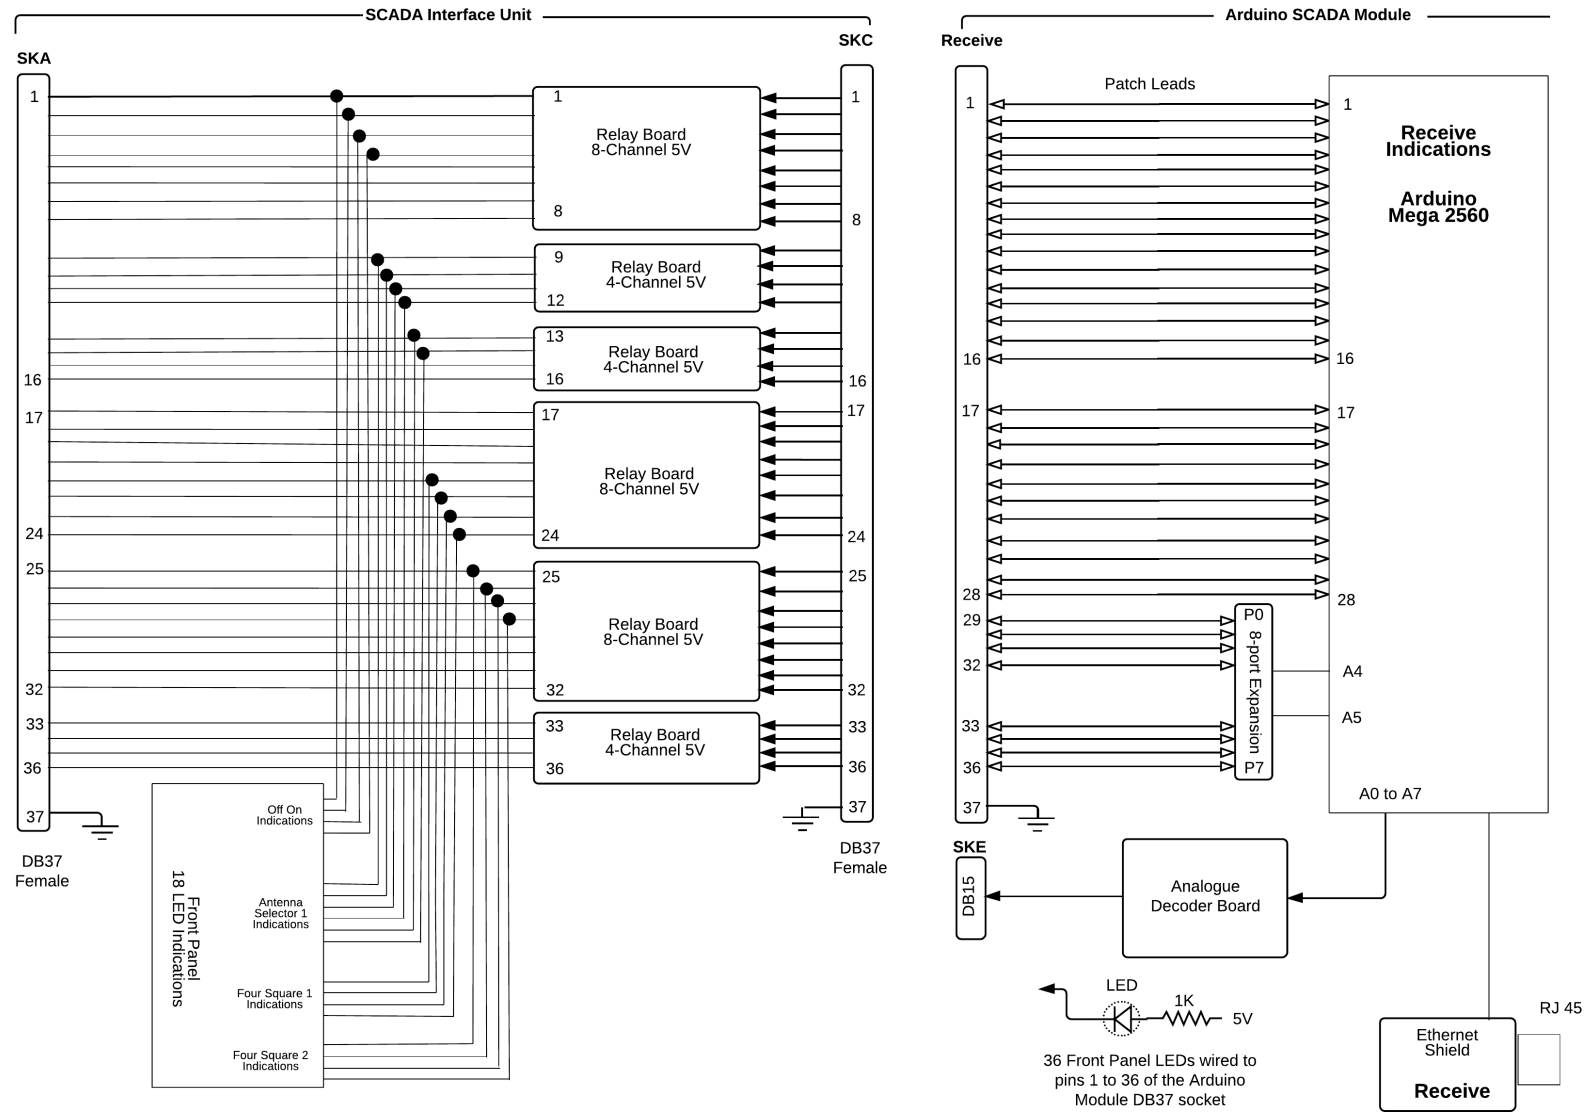 SCADA Interface Unit
Arduino SCADA Module
SKA
SKC
Receive
1
16
17
24
25
32
33
36
37
DB37
Female
1
Relay Board
8-Channel 5V
8
9
Relay Board
4-Channel 5V
12
13
Relay Board
4-Channel 5V
16
17
Relay Board
8-Channel 5V
24
25
Relay Board
8-Channel 5V
32
33
Relay Board
4-Channel 5V
36
1
8
16
17
24
25
32
33
36
37
DB37
Female
Off On
Indications
Antenna
Selector 1
Indications
Four Square 1
Indications
Four Square 2
Indications
Front Panel
18 LED Indications
1
16
17
28
29
32
33
36
37
Patch Leads
1
Receive
Indications
Arduino
Mega 2560
16
17
28
P0
8-port Expansion
P7
A4
A5
A0 to A7
SKE
DB15
Analogue
Decoder Board
LED
1K
5V
36 Front Panel LEDs wired to
pins 1 to 36 of the Arduino
Module DB37 socket
RJ 45
Ethernet
Shield
Receive